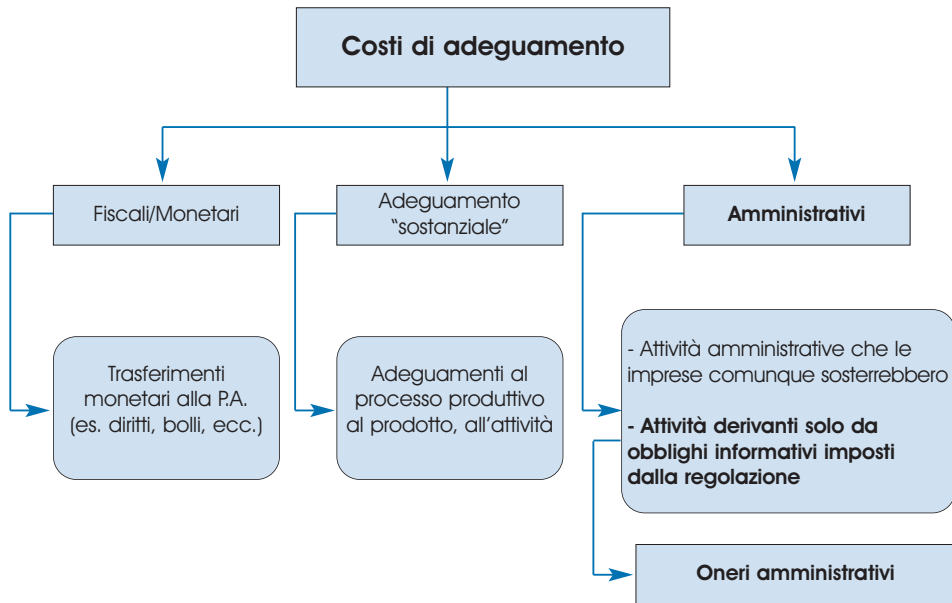 Costi di adeguamento
Fiscali/Monetari
Adeguamento
“sostanziale”
Amministrativi
Trasferimenti
monetari alla P.A.
(es. diritti, bolli, ecc.)
Adeguamenti al
processo produttivo
al prodotto, all’attività
- Attività amministrative che le
imprese comunque sosterrebbero
- Attività derivanti solo da
obblighi informativi imposti
dalla regolazione
Oneri amministrativi